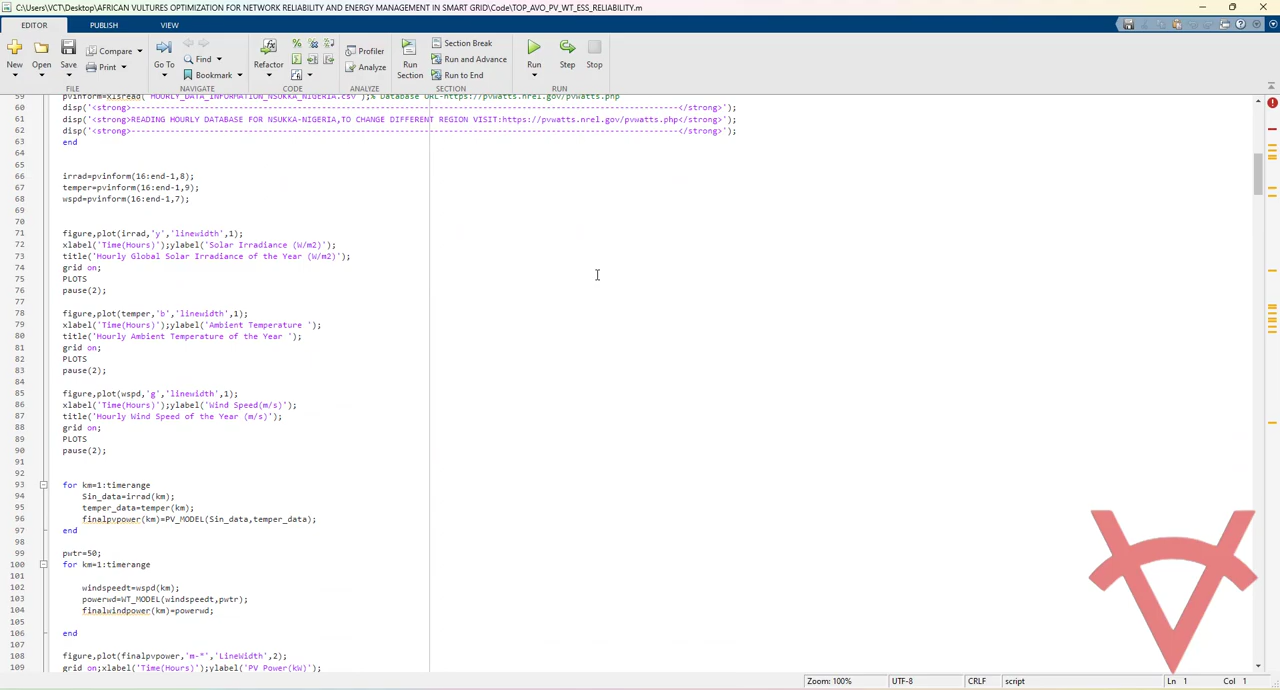 C:\Users\VCT\Desktop\AFRICAN VULTURES OPTIMIZATION FOR NETWORK RELIABILITY AND ENERGY MANAGEMENT IN SMART GRID\Code\TOP_AVO_PV_WT_ESS_RELIABILITY.m
EDITOR PUBLISH VIEW
New Open Save Compare Print Go To Find Bookmark Refactor Profiler Analyze Run Section Section Break Run and Advance Run to End Run Step Stop
FILE NAVIGATE CODE ANALYZE SECTION RUN
59 pvinform=xlsread('HOURLY_DATA_INFORMATION_NSUKKA_NIGERIA.csv');% Database URL-https://pvwatts.nrel.gov/pvwatts.php
60 disp('<strong>-------------------------------------------------------------------------------------------------------------------</strong>');
61 disp('<strong>READING HOURLY DATABASE FOR NSUKKA-NIGERIA,TO CHANGE DIFFERENT REGION VISIT:https://pvwatts.nrel.gov/pvwatts.php</strong>');
62 disp('<strong>-------------------------------------------------------------------------------------------------------------------</strong>');
63 end
64
65
66 irrad=pvinform(16:end-1,8);
67 temper=pvinform(16:end-1,9);
68 wspd=pvinform(16:end-1,7);
69
70
71 figure,plot(irrad,'y','linewidth',1);
72 xlabel('Time(Hours)');ylabel('Solar Irradiance (W/m2)');
73 title('Hourly Global Solar Irradiance of the Year (W/m2)');
74 grid on;
75 PLOTS
76 pause(2);
77
78 figure,plot(temper,'b','linewidth',1);
79 xlabel('Time(Hours)');ylabel('Ambient Temperature ');
80 title('Hourly Ambient Temperature of the Year ');
81 grid on;
82 PLOTS
83 pause(2);
84
85 figure,plot(wspd,'g','linewidth',1);
86 xlabel('Time(Hours)');ylabel('Wind Speed(m/s)');
87 title('Hourly Wind Speed of the Year (m/s)');
88 grid on;
89 PLOTS
90 pause(2);
91
92
93 for km=1:timerange
94 Sin_data=irrad(km);
95 temper_data=temper(km);
96 finalpvpower(km)=PV_MODEL(Sin_data,temper_data);
97 end
98
99 pwtr=50;
100 for km=1:timerange
101
102 windspeedt=wspd(km);
103 powerwd=WT_MODEL(windspeedt,pwtr);
104 finalwindpower(km)=powerwd;
105
106 end
107
108 figure,plot(finalpvpower,'m-*','LineWidth',2);
109 grid on;xlabel('Time(Hours)');ylabel('PV Power(kW)');
Zoom: 100% UTF-8 CRLF script Ln 1 Col 1